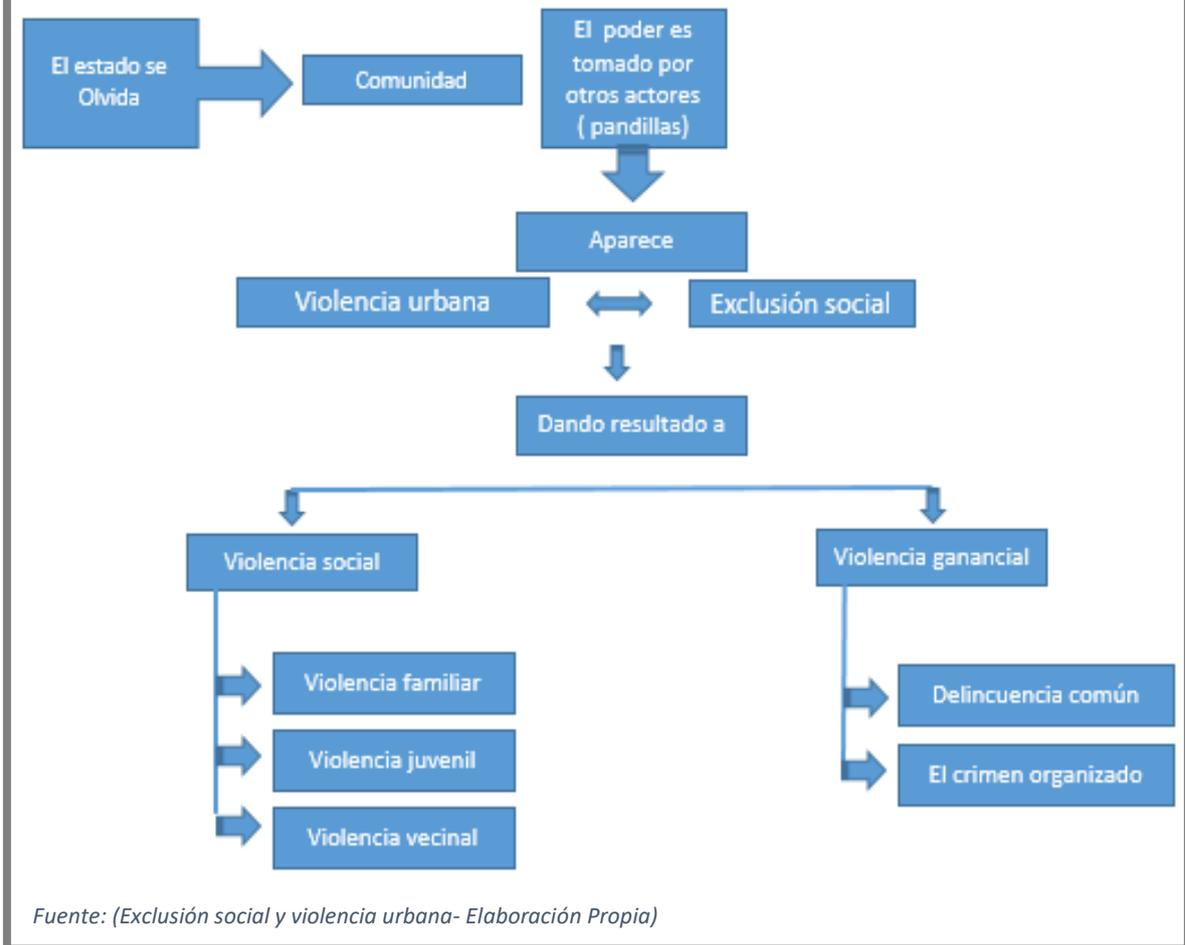 El estado se
Olvida
Comunidad
El poder es
tomado por
otros actores
( pandillas)
Aparece
Violencia urbana
Exclusión social
Dando resultado a
Violencia social
Violencia ganancial
Violencia familiar
Violencia juvenil
Violencia vecinal
Delincuencia común
El crimen organizado
Fuente: (Exclusión social y violencia urbana- Elaboración Propia)